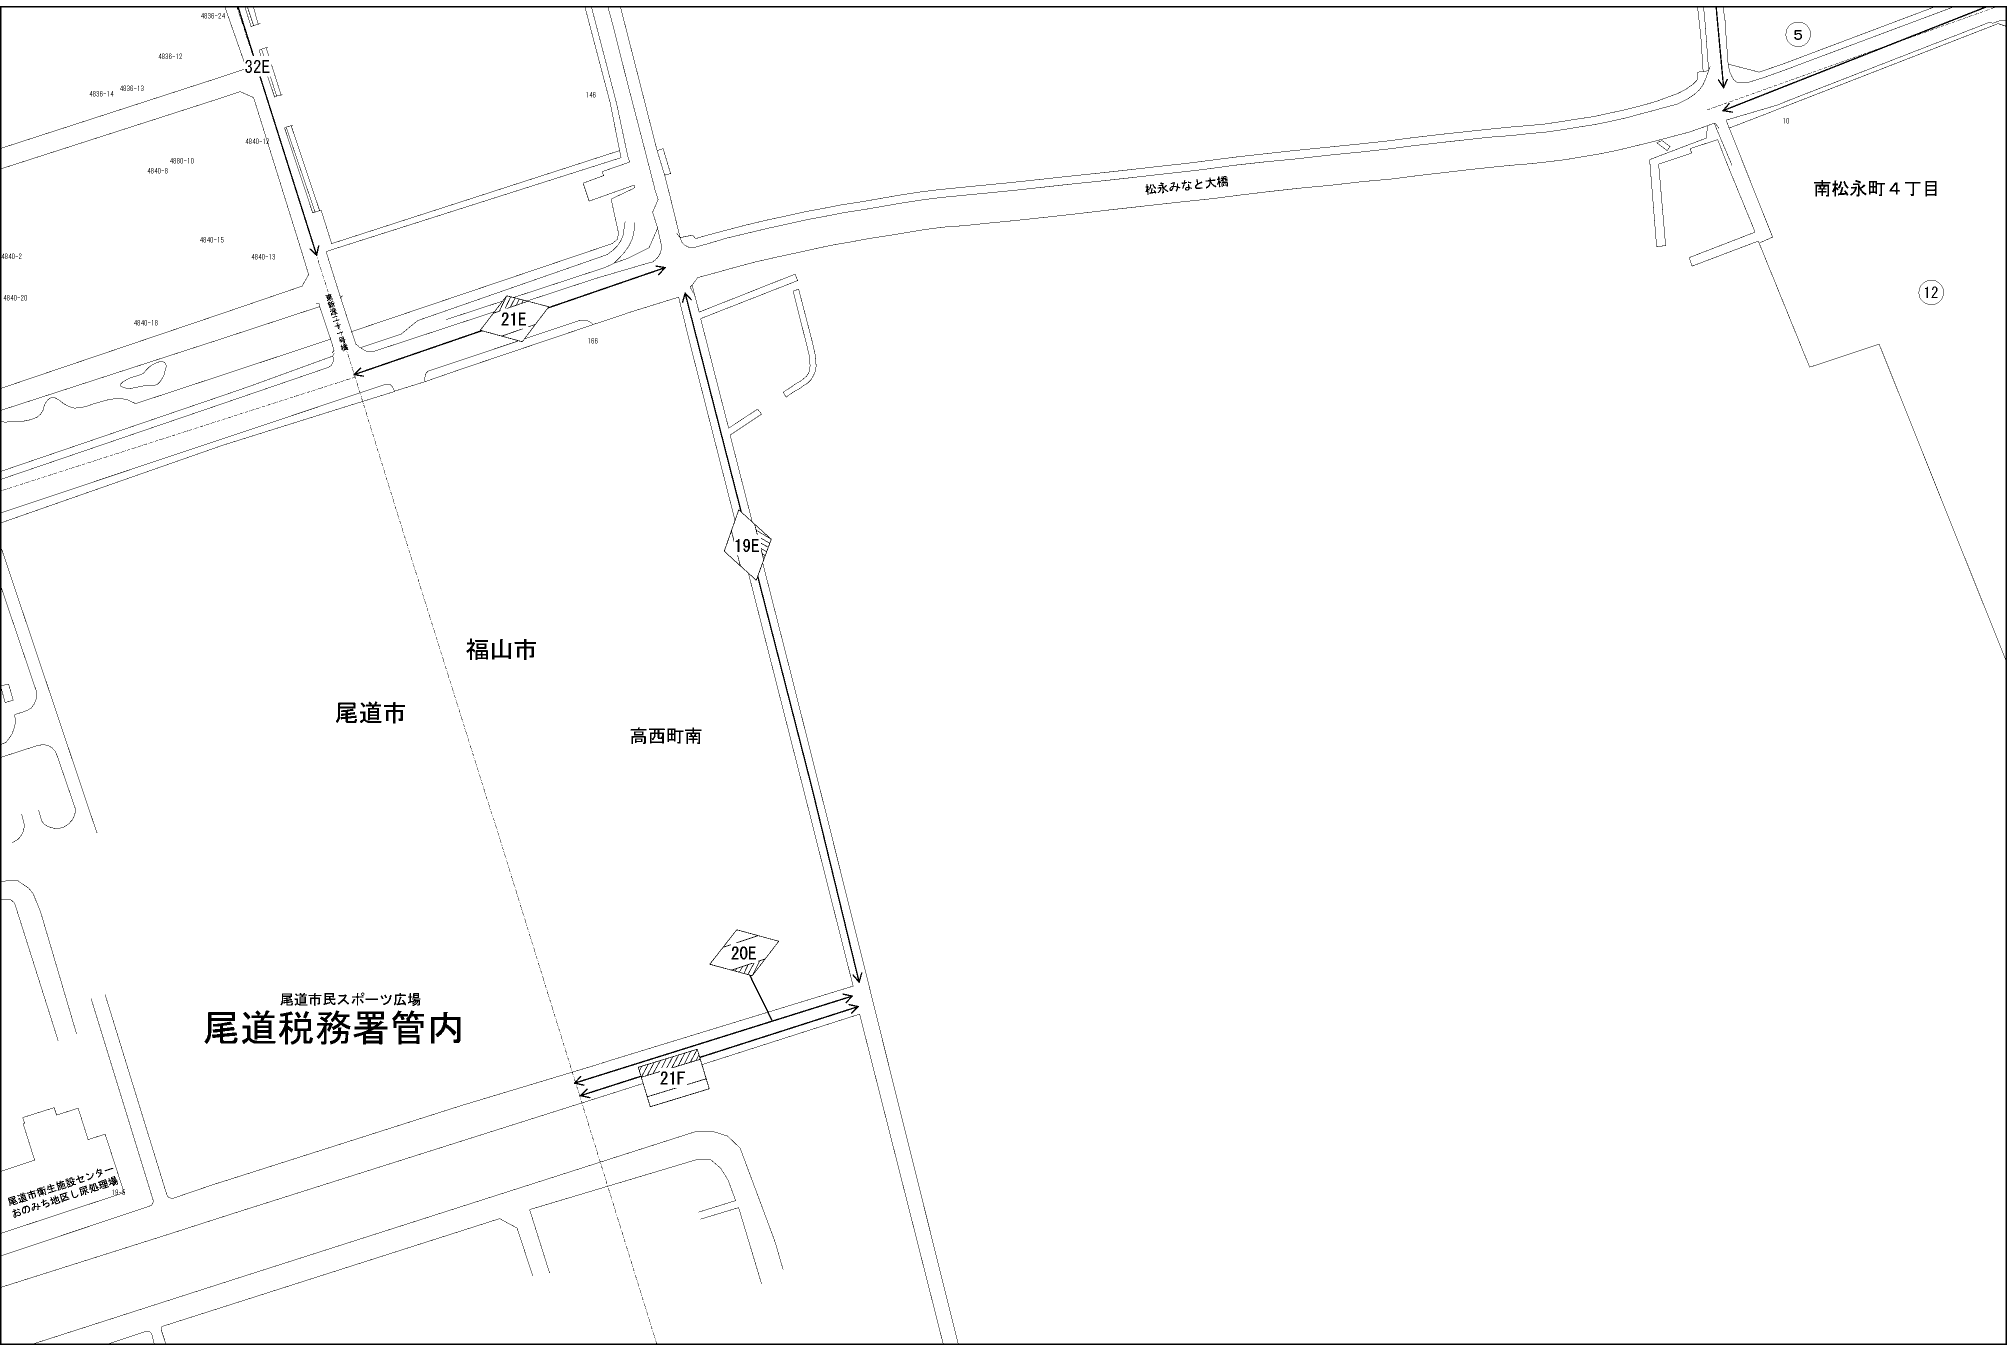 4836-24
⑤
4836-12
32E
4836-13
4836-14
146
10
4840-12
4880-10
4840-8
松永みなと大橋
南松永町４丁目
4840-15
4840-13
4840-2
⑫
4840-20
4840-18
21E
166
19E
福山市
尾道市
高西町南
20E
尾道市民スポーツ広場
尾道税務署管内
21F
尾道市衛生施設センター
おのみち地区し尿処理場